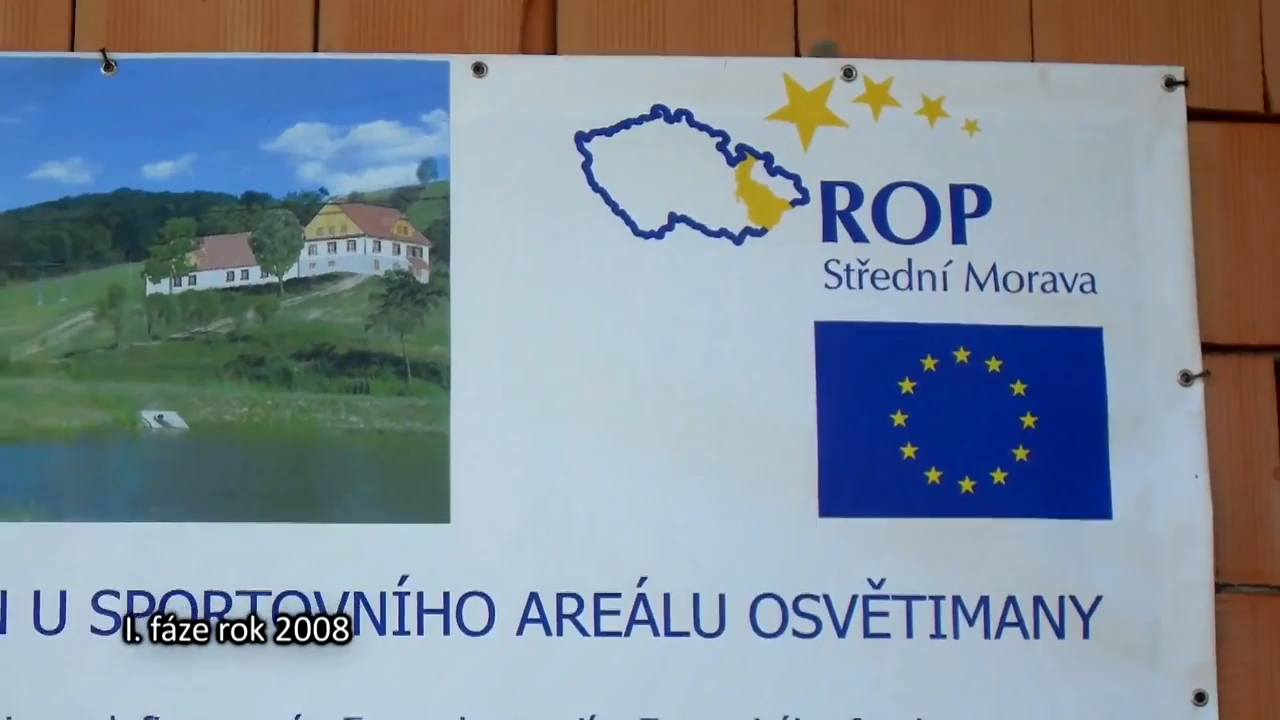 ROP
Střední Morava
U SPORTOVNÍHO AREÁLU OSVĚTIMANY
I. fáze rok 2008